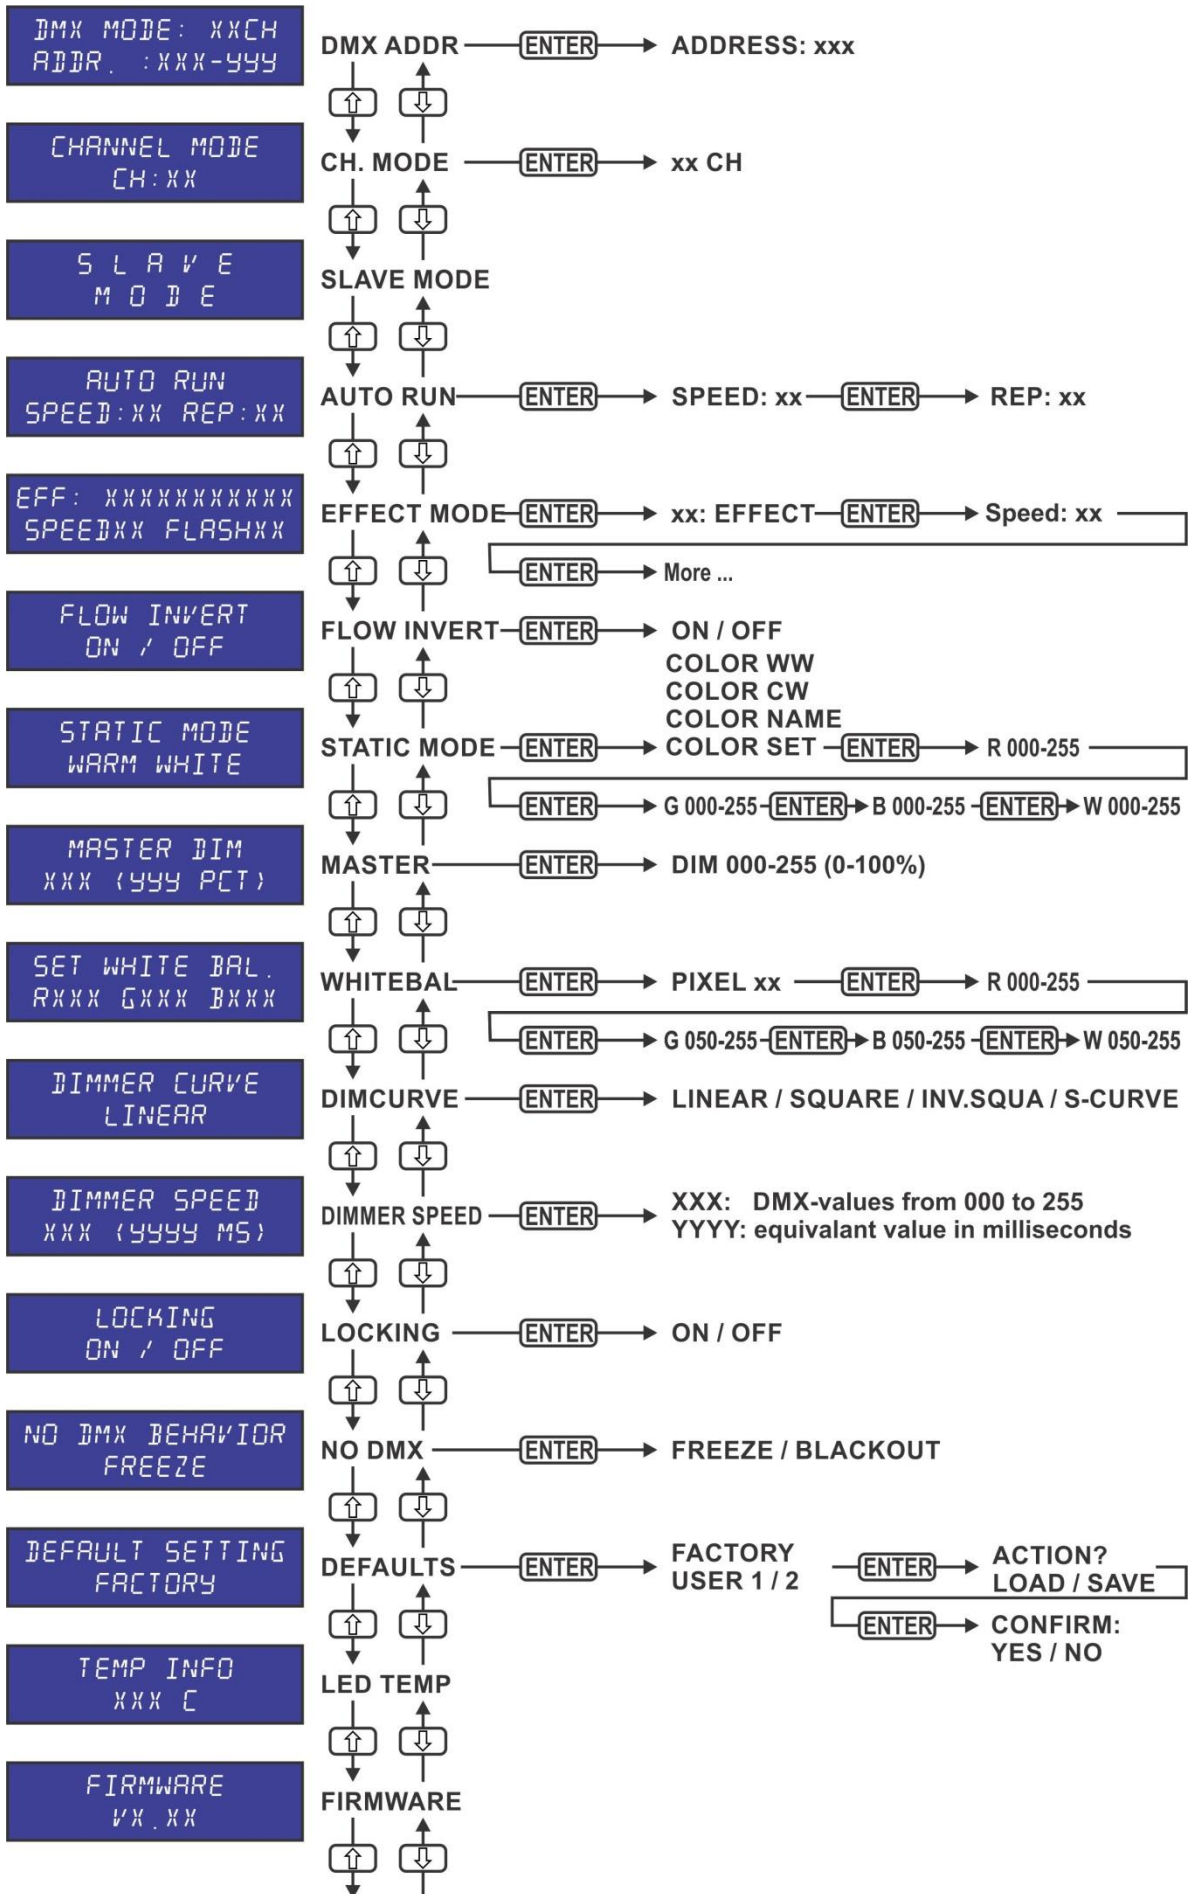 DMX MODE: XXCH
ADDR. :XXX-YYY
DMX ADDR ENTER ADDRESS: xxx
CHANNEL MODE
CH:XX
CH. MODE ENTER xx CH
SLAVE
MODE
SLAVE MODE
AUTO RUN
SPEED:XX REP:XX
AUTO RUN ENTER SPEED: xx ENTER REP: xx
EFF: XXXXXXXXXXX
SPEEDXX FLASHXX
EFFECT MODE ENTER xx: EFFECT ENTER Speed: xx
ENTER More ...
FLOW INVERT
ON / OFF
FLOW INVERT ENTER ON / OFF
STATIC MODE
WARM WHITE
COLOR WW
COLOR CW
COLOR NAME
STATIC MODE ENTER COLOR SET ENTER R 000-255
ENTER G 000-255 ENTER B 000-255 ENTER W 000-255
MASTER DIM
XXX (YYY PCT)
MASTER ENTER DIM 000-255 (0-100%)
SET WHITE BAL.
RXXX GXXX BXXX
WHITEBAL ENTER PIXEL xx ENTER R 000-255
ENTER G 050-255 ENTER B 050-255 ENTER W 050-255
DIMMER CURVE
LINEAR
DIMCURVE ENTER LINEAR / SQUARE / INV.SQUA / S-CURVE
DIMMER SPEED
XXX (YYYY MS)
DIMMER SPEED ENTER XXX: DMX-values from 000 to 255
YYYY: equivalant value in milliseconds
LOCKING
ON / OFF
LOCKING ENTER ON / OFF
NO DMX BEHAVIOR
FREEZE
NO DMX ENTER FREEZE / BLACKOUT
DEFAULT SETTING
FACTORY
DEFAULTS ENTER FACTORY
USER 1 / 2 ENTER ACTION?
LOAD / SAVE
ENTER CONFIRM:
YES / NO
TEMP INFO
XXX C
LED TEMP
FIRMWARE
VX.XX
FIRMWARE